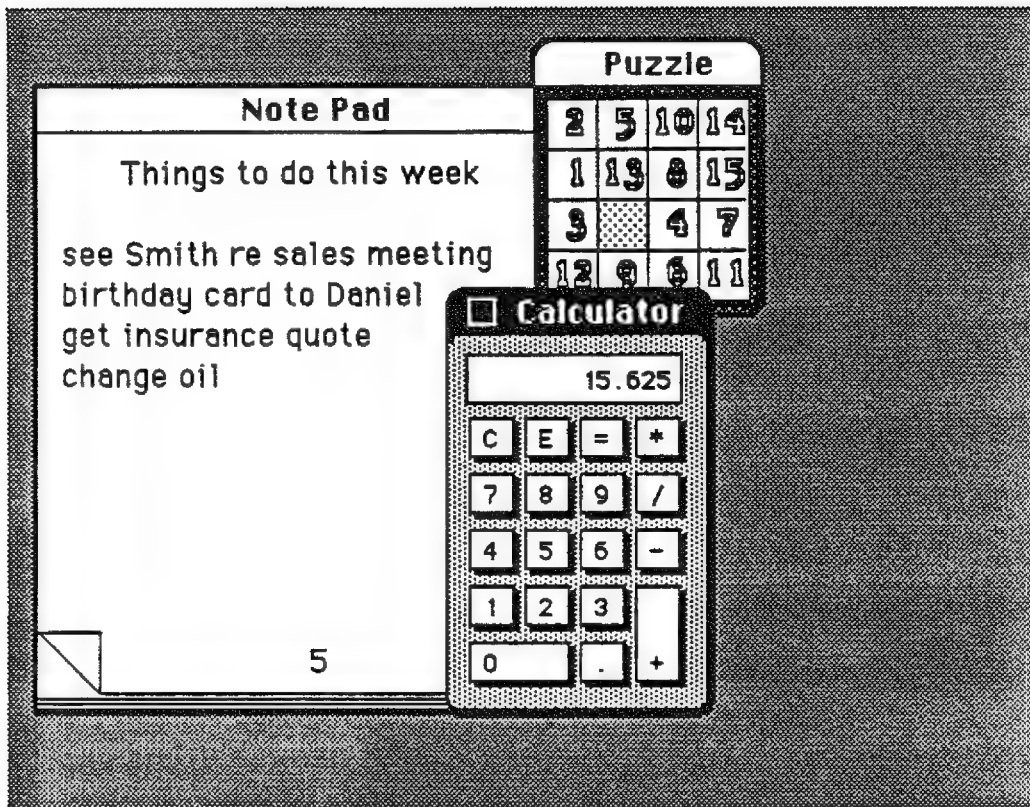 Puzzle
2 5 10 14
1 13 8 15
3 4 7
12 9 6 11
Note Pad
Things to do this week
see Smith re sales meeting
birthday card to Daniel
get insurance quote
change oil
5
Calculator
15.625
C E = *
7 8 9 /
4 5 6 -
1 2 3
0 . +